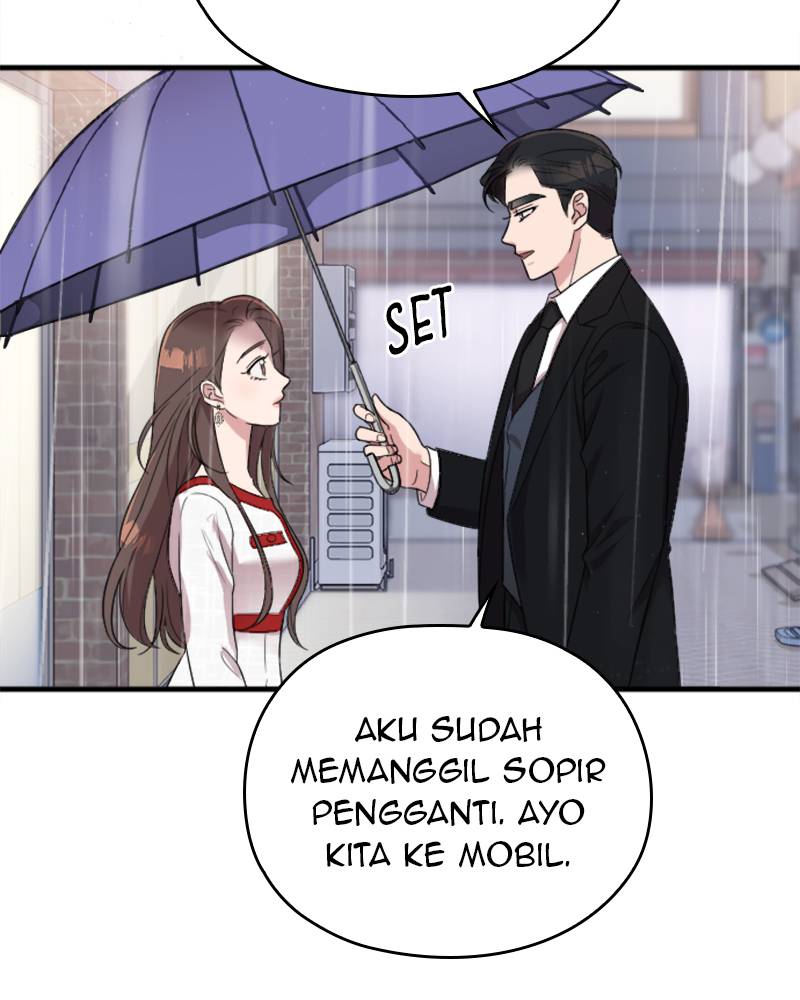 SET
AKU SUDAH
MEMANGGIL SOPIR
PENGGANTI. AYO
KITA KE MOBIL.